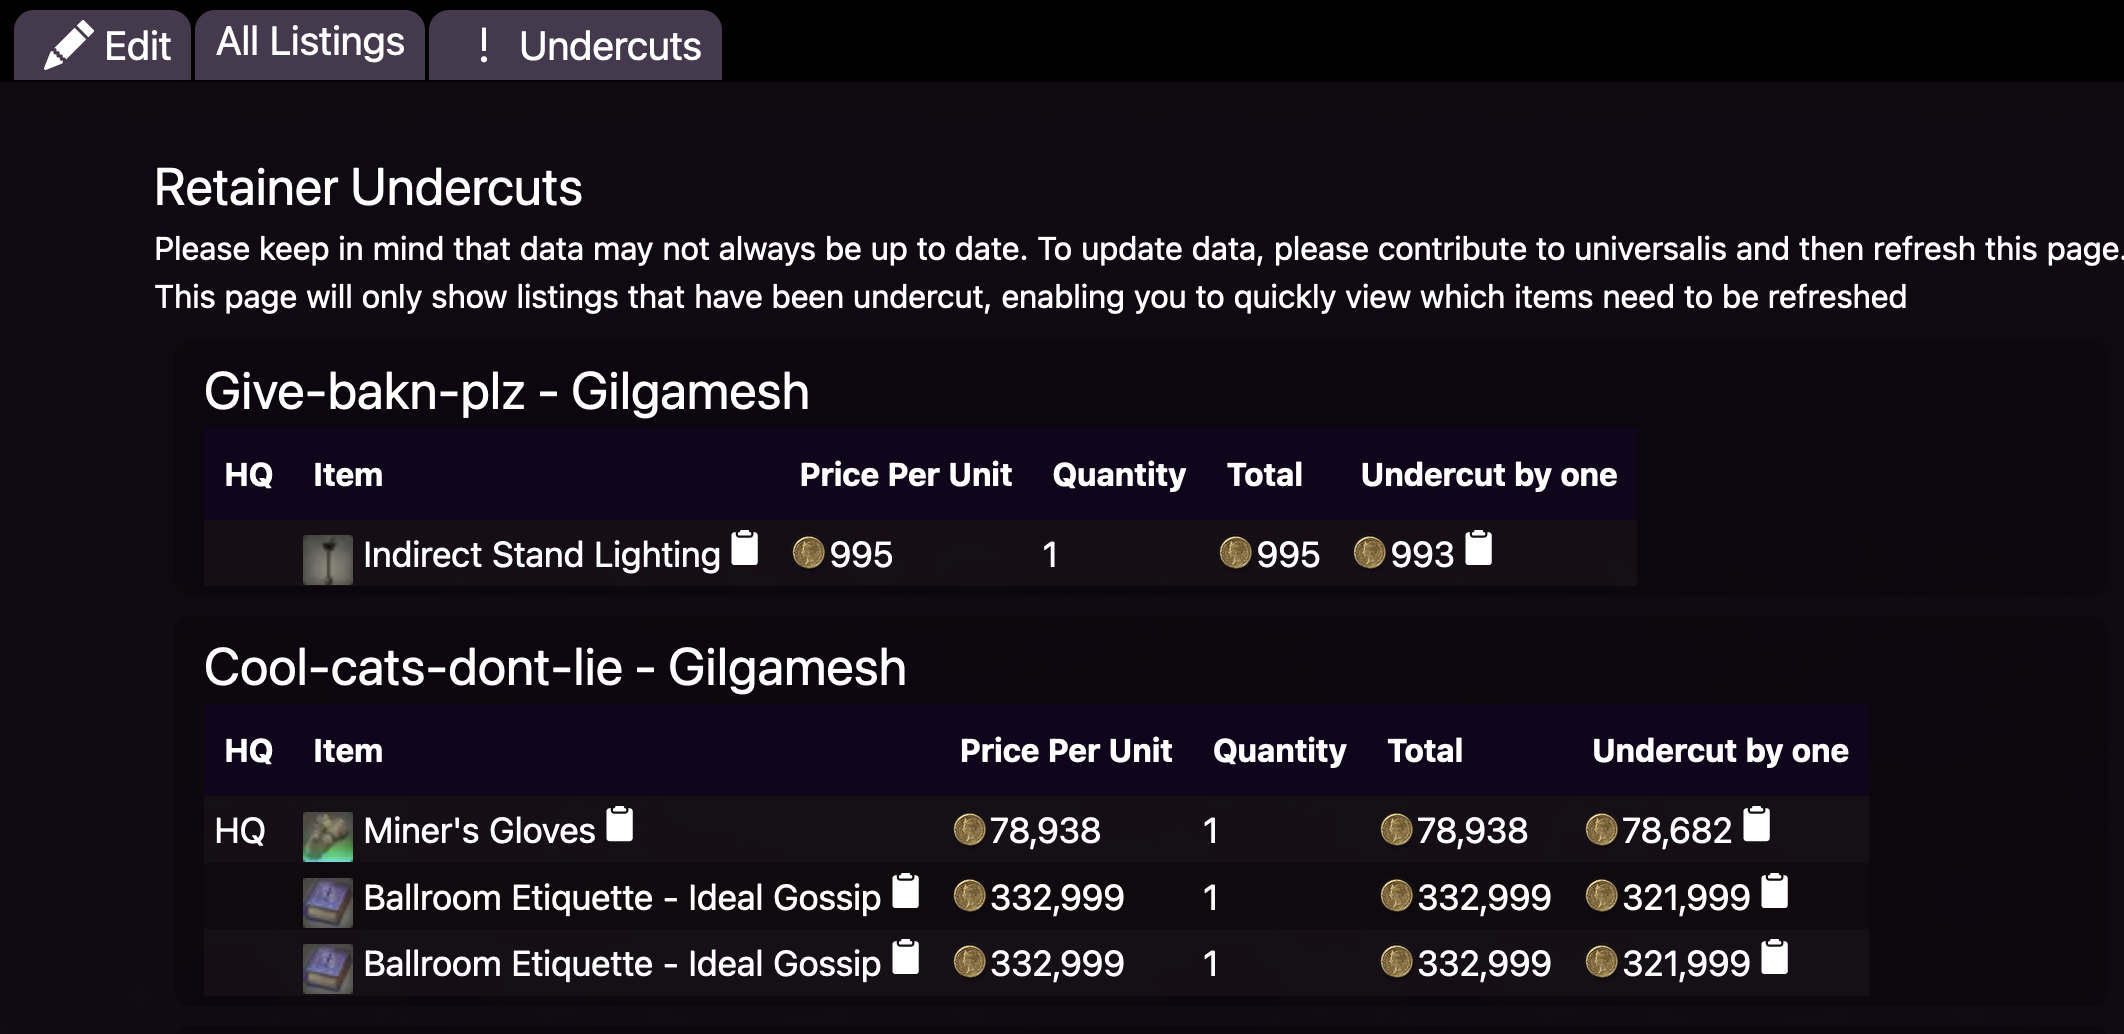 Edit All Listings ! Undercuts
Retainer Undercuts
Please keep in mind that data may not always be up to date. To update data, please contribute to universalis and then refresh this page.
This page will only show listings that have been undercut, enabling you to quickly view which items need to be refreshed
Give-bakn-plz - Gilgamesh
HQ Item Price Per Unit Quantity Total Undercut by one
Indirect Stand Lighting 995 1 995 993
Cool-cats-dont-lie - Gilgamesh
HQ Item Price Per Unit Quantity Total Undercut by one
HQ Miner's Gloves 78,938 1 78,938 78,682
Ballroom Etiquette - Ideal Gossip 332,999 1 332,999 321,999
Ballroom Etiquette - Ideal Gossip 332,999 1 332,999 321,999